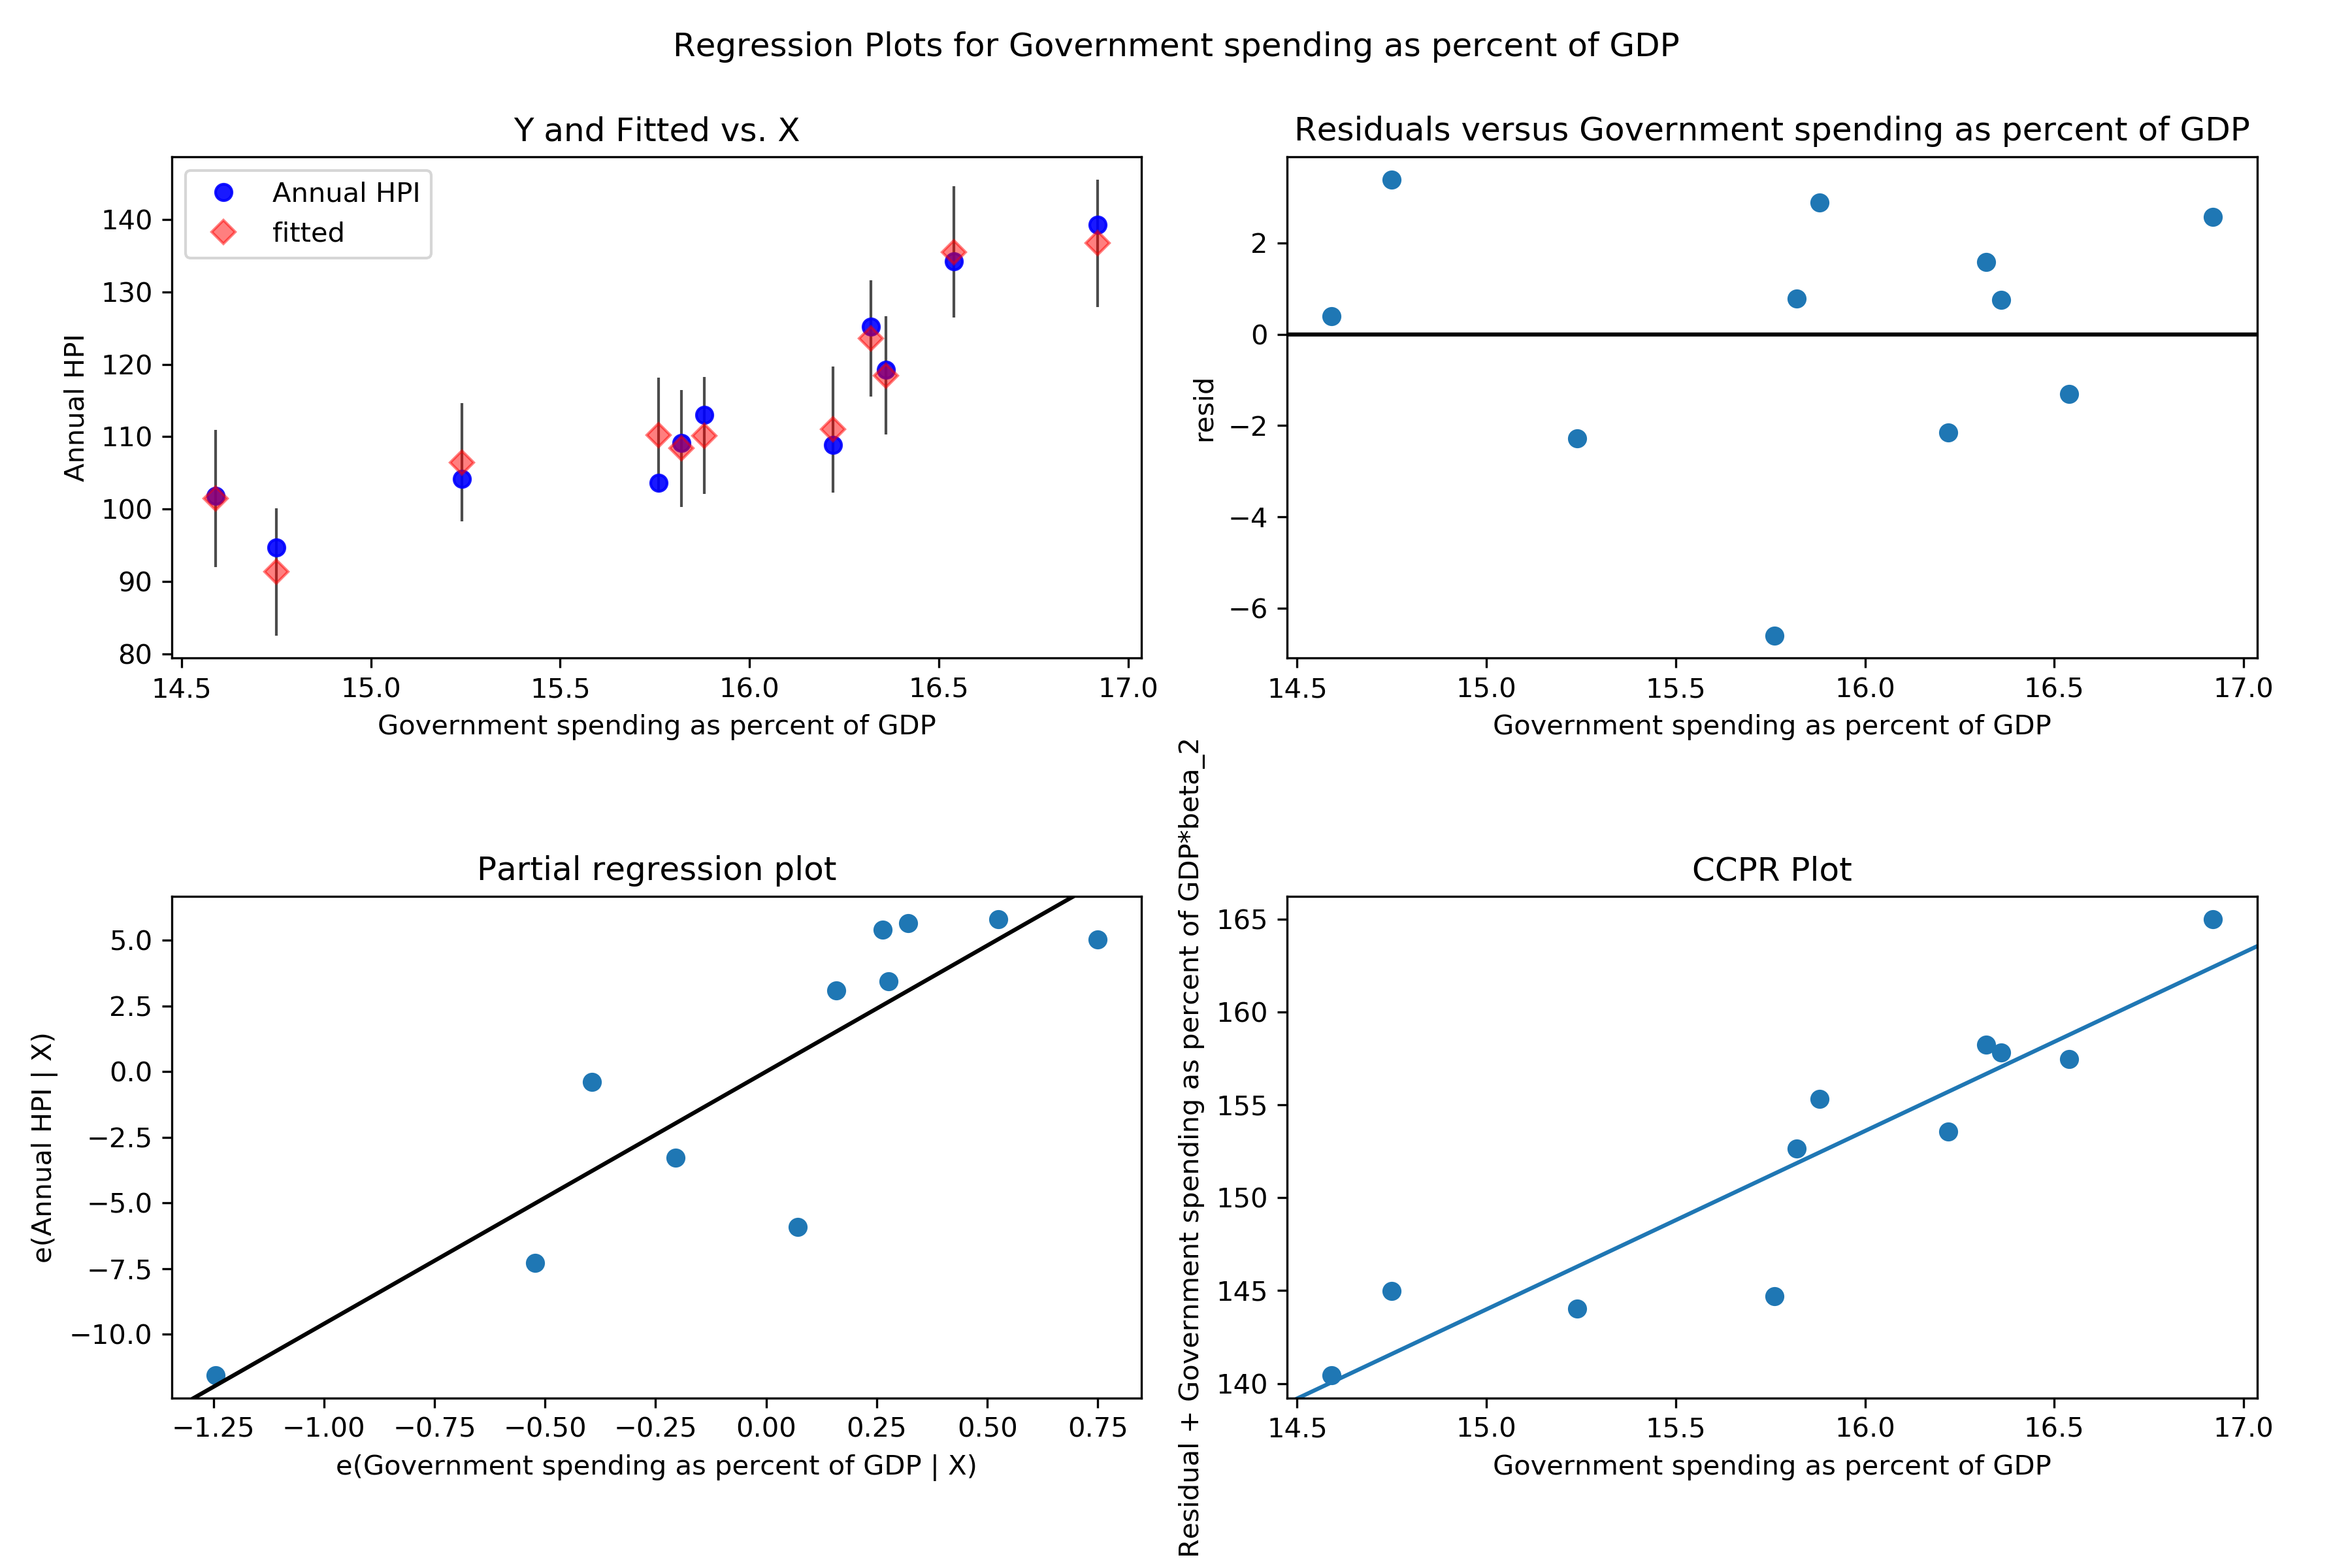 Regression Plots for Government spending as percent of GDP
Y and Fitted vs. X
Annual HPI
fitted
140
130
120
110
100
90
80
Annual HPI
14.5 15.0 15.5 16.0 16.5 17.0
Government spending as percent of GDP
Residuals versus Government spending as percent of GDP
2
0
−2
−4
−6
resid
14.5 15.0 15.5 16.0 16.5 17.0
Government spending as percent of GDP
Partial regression plot
5.0
2.5
0.0
−2.5
−5.0
−7.5
−10.0
e(Annual HPI | X)
−1.25 −1.00 −0.75 −0.50 −0.25 0.00 0.25 0.50 0.75
e(Government spending as percent of GDP | X)
CCPR Plot
165
160
155
150
145
140
Residual + Government spending as percent of GDP*beta_2
14.5 15.0 15.5 16.0 16.5 17.0
Government spending as percent of GDP